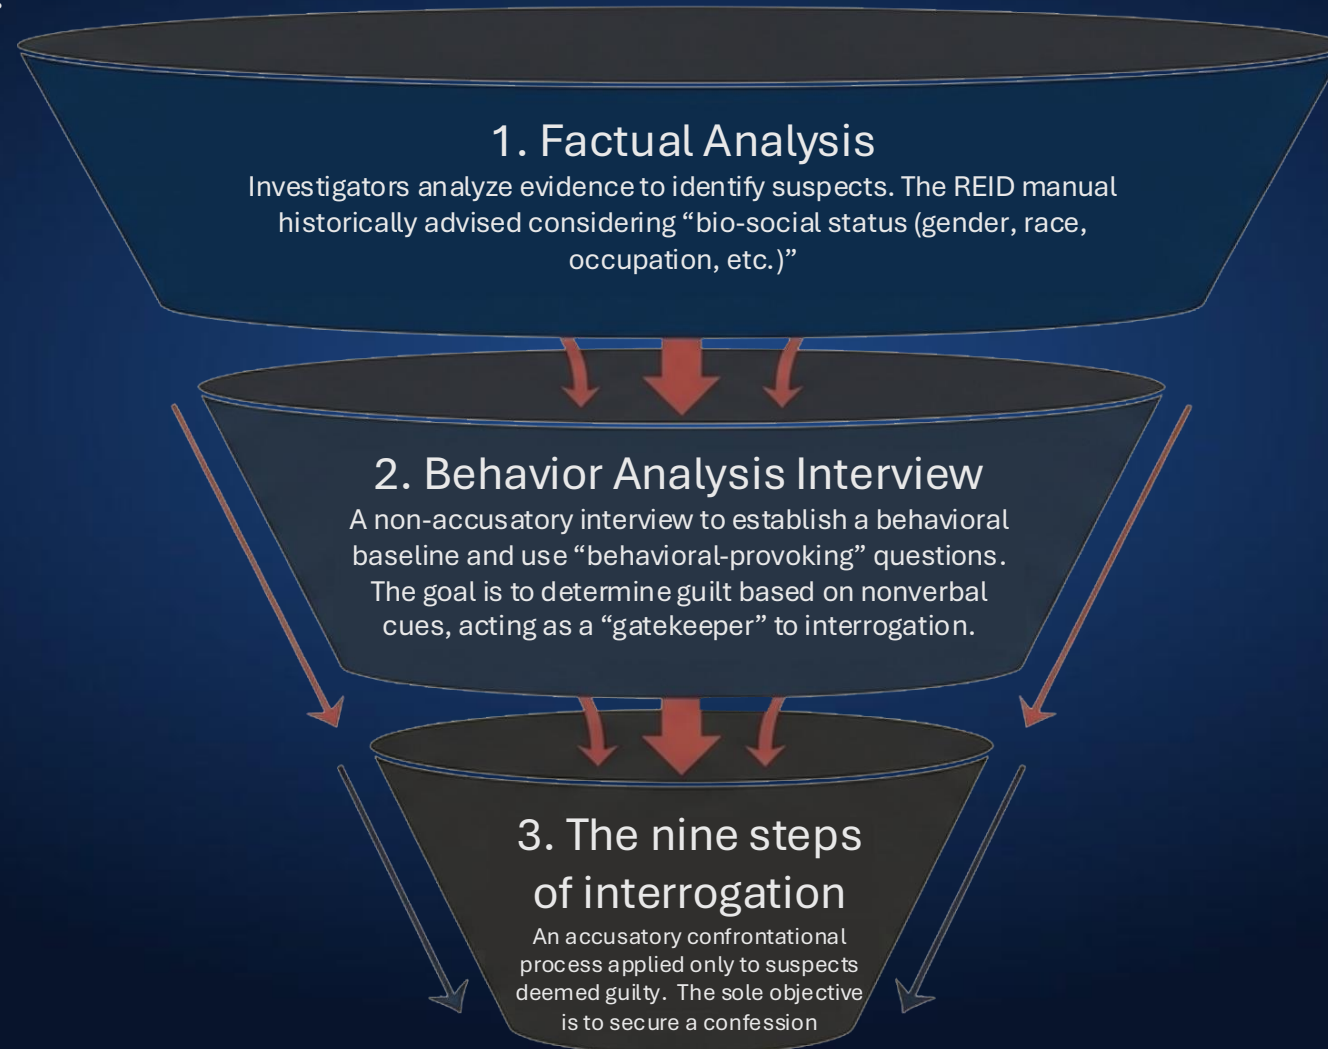 1. Factual Analysis
Investigators analyze evidence to identify suspects. The REID manual
historically advised considering “bio-social status (gender, race,
occupation, etc.)”
2. Behavior Analysis Interview
A non-accusatory interview to establish a behavioral
baseline and use “behavioral-provoking” questions.
The goal is to determine guilt based on nonverbal
cues, acting as a “gatekeeper” to interrogation.
3. The nine steps
of interrogation
An accusatory confrontational
process applied only to suspects
deemed guilty. The sole objective
is to secure a confession